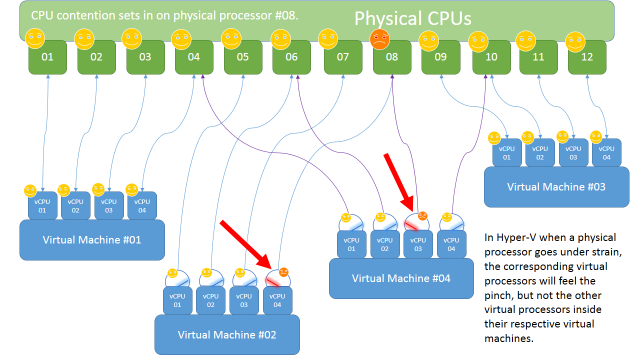 CPU contention sets in on physical processor #08.
Physical CPUs
01
02
03
04
05
06
07
08
09
10
11
12
vCPU
01
vCPU
02
vCPU
03
vCPU
04
Virtual Machine #03
vCPU
01
vCPU
02
vCPU
03
vCPU
04
Virtual Machine #01
vCPU
01
vCPU
02
vCPU
03
vCPU
04
Virtual Machine #04
vCPU
01
vCPU
02
vCPU
03
vCPU
04
Virtual Machine #02
In Hyper-V when a physical
processor goes under strain,
the corresponding virtual
processors will feel the
pinch, but not the other
virtual processors inside
their respective virtual
machines.